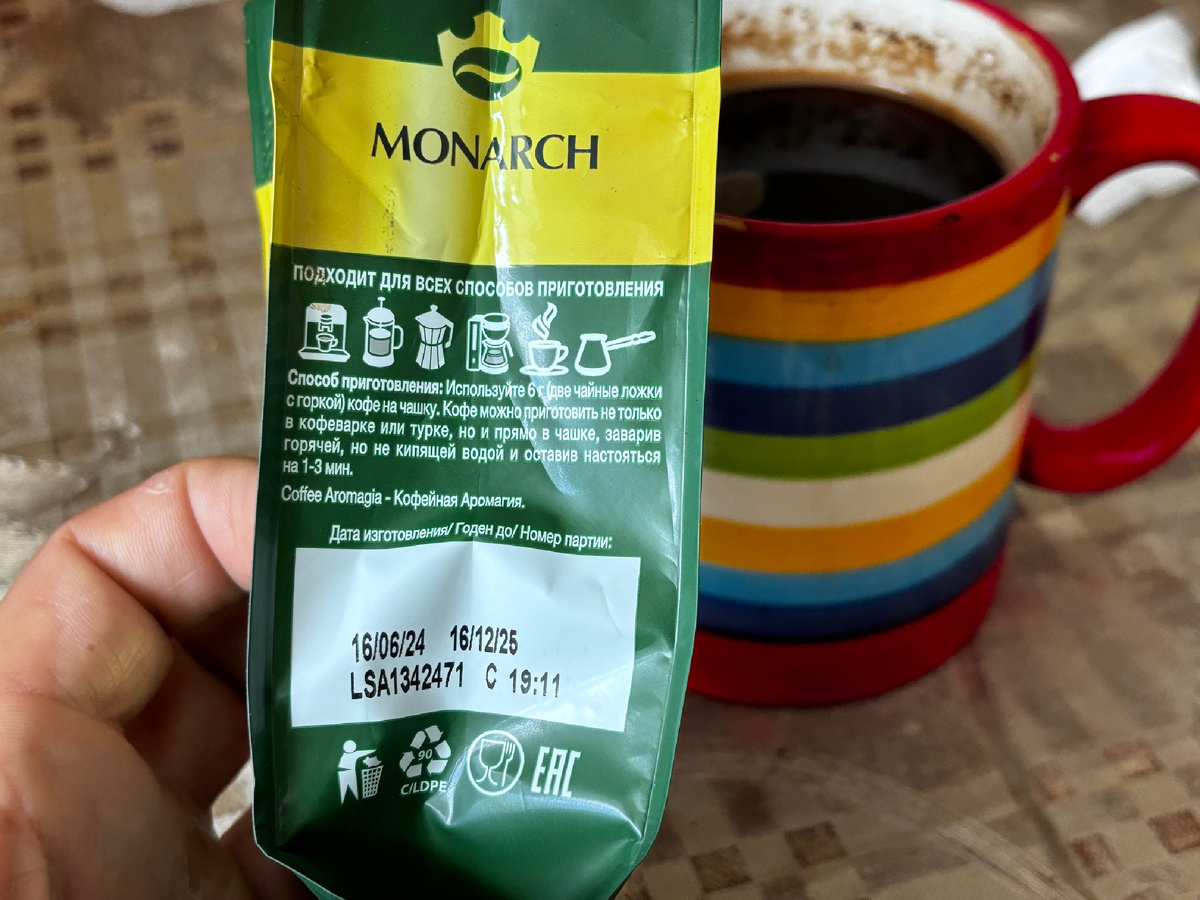 MONARCH
ПОДХОДИТ ДЛЯ ВСЕХ СПОСОБОВ ПРИГОТОВЛЕНИЯ
Способ приготовления: Используйте 6 г (две чайные ложки
с горкой) кофе на чашку. Кофе можно приготовить не только
в кофеварке или турке, но и прямо в чашке, заварив
горячей, но не кипящей водой и оставив настояться
на 1-3 мин.
Coffee Aromagia - Кофейная Аромагия.
Дата изготовления/ Годен до/ Номер партии:
16/06/24 16/12/25
LSA1342471 C 19:11
90
C/LDPE
EAC